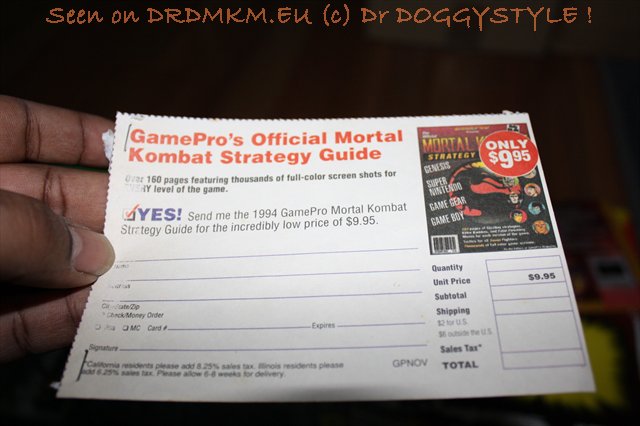 Seen on DRDMKM.EU (c) Dr DOGGYSTYLE !
GamePro's Official Mortal
Kombat Strategy Guide
Over 160 pages featuring thousands of full-color screen shots for
EVERY level of the game.
YES! Send me the 1994 GamePro Mortal Kombat
Strategy Guide for the incredibly low price of $9.95.
Name
Address
City/State/Zip
Check/Money Order
Visa MC Card # Expires
Signature
*California residents please add 8.25% sales tax. Illinois residents please
add 6.25% sales tax. Please allow 6-8 weeks for delivery.
GPNOV
MORTAL
STRATEGY
GENESIS
SUPER
NINTENDO
GAME GEAR
GAME BOY
ONLY
$9.95
Quantity
Unit Price $9.95
Subtotal
Shipping
$2 for U.S.
$6 outside the U.S.
Sales Tax*
TOTAL